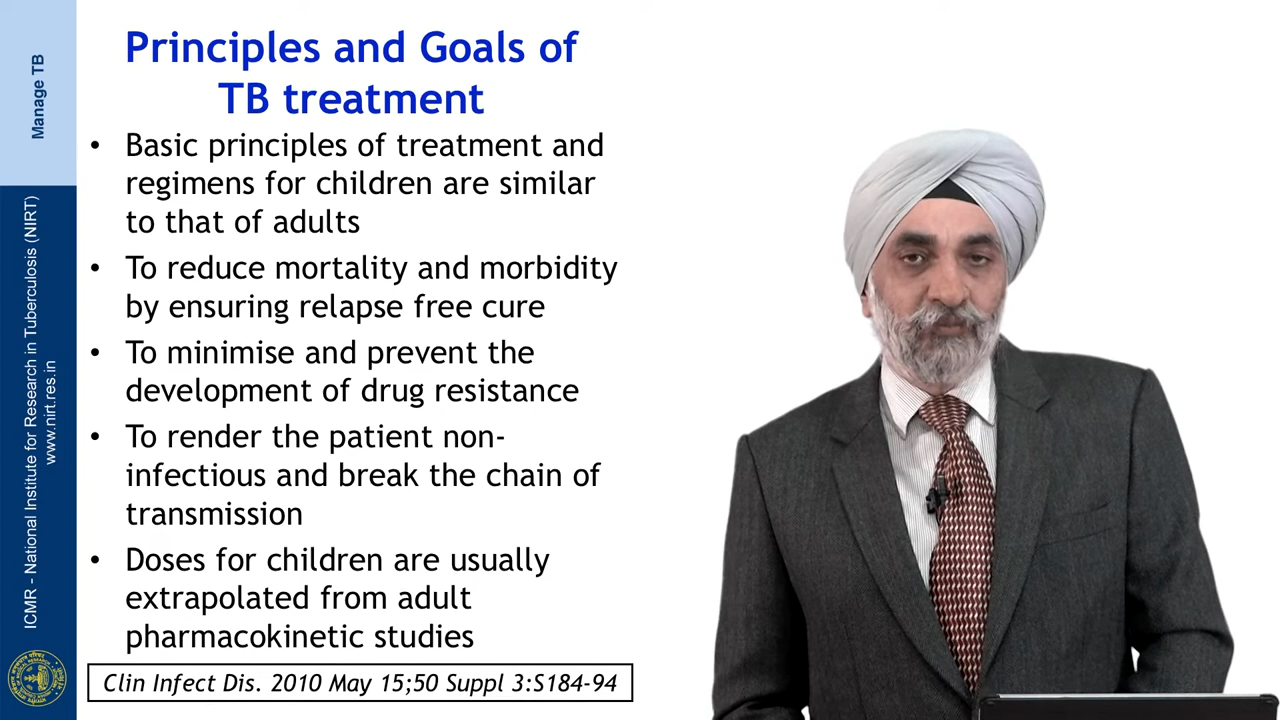 Manage TB
ICMR - National Institute for Research in Tuberculosis (NIRT)
www.nirt.res.in
Principles and Goals of
TB treatment
• Basic principles of treatment and
regimens for children are similar
to that of adults
• To reduce mortality and morbidity
by ensuring relapse free cure
• To minimise and prevent the
development of drug resistance
• To render the patient non-
infectious and break the chain of
transmission
• Doses for children are usually
extrapolated from adult
pharmacokinetic studies
Clin Infect Dis. 2010 May 15;50 Suppl 3:S184-94